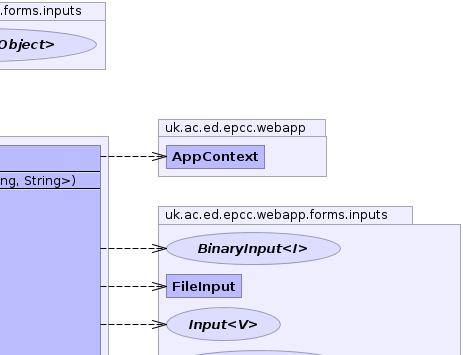 .forms.inputs
Object>
uk.ac.ed.epcc.webapp
AppContext
ng, String>)
uk.ac.ed.epcc.webapp.forms.inputs
BinaryInput<I>
FileInput
Input<V>